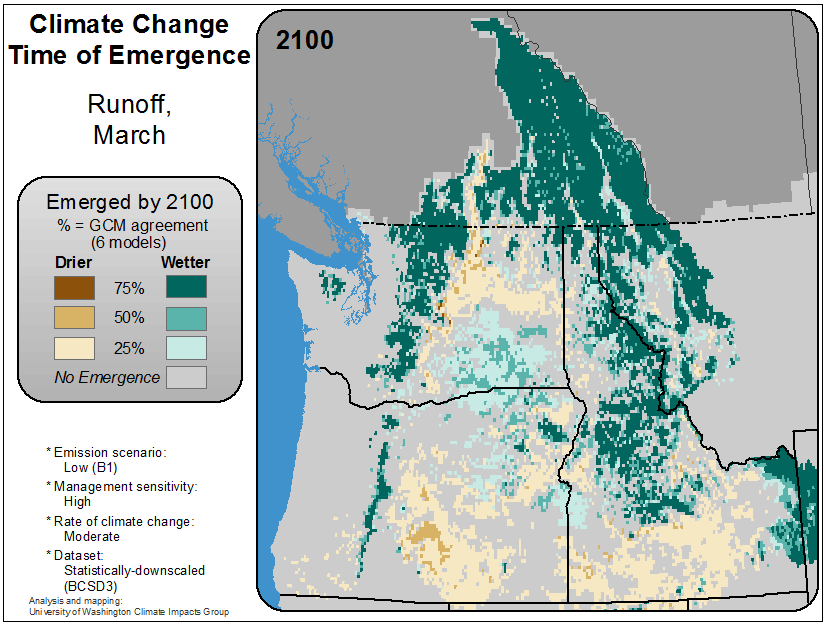 Climate Change
Time of Emergence
Runoff,
March
Emerged by 2100
% = GCM agreement
(6 models)
Drier Wetter
75%
50%
25%
No Emergence
* Emission scenario:
Low (B1)
* Management sensitivity:
High
* Rate of climate change:
Moderate
* Dataset:
Statistically-downscaled
(BCSD3)
Analysis and mapping:
University of Washington Climate Impacts Group
2100